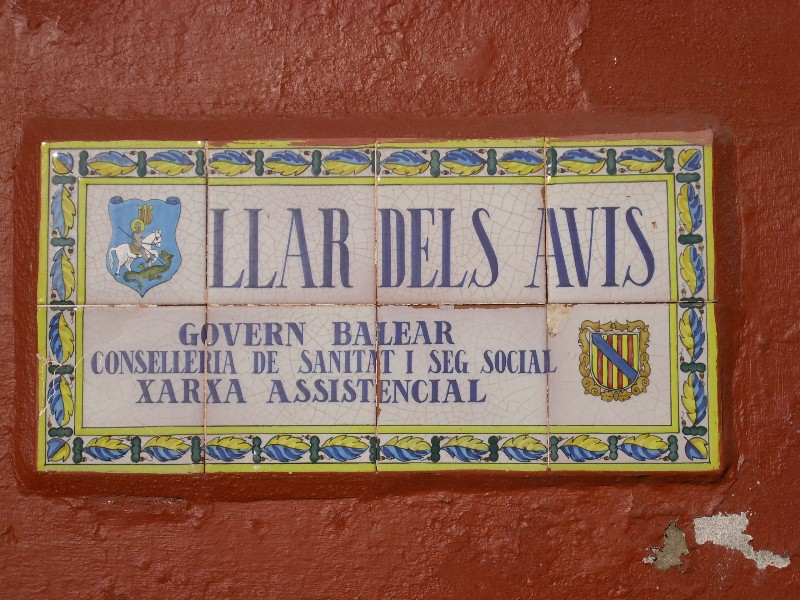 LLAR DELS AVIS
GOVERN BALEAR
CONSELLERIA DE SANITAT I SEG SOCIAL
XARXA ASSISTENCIAL